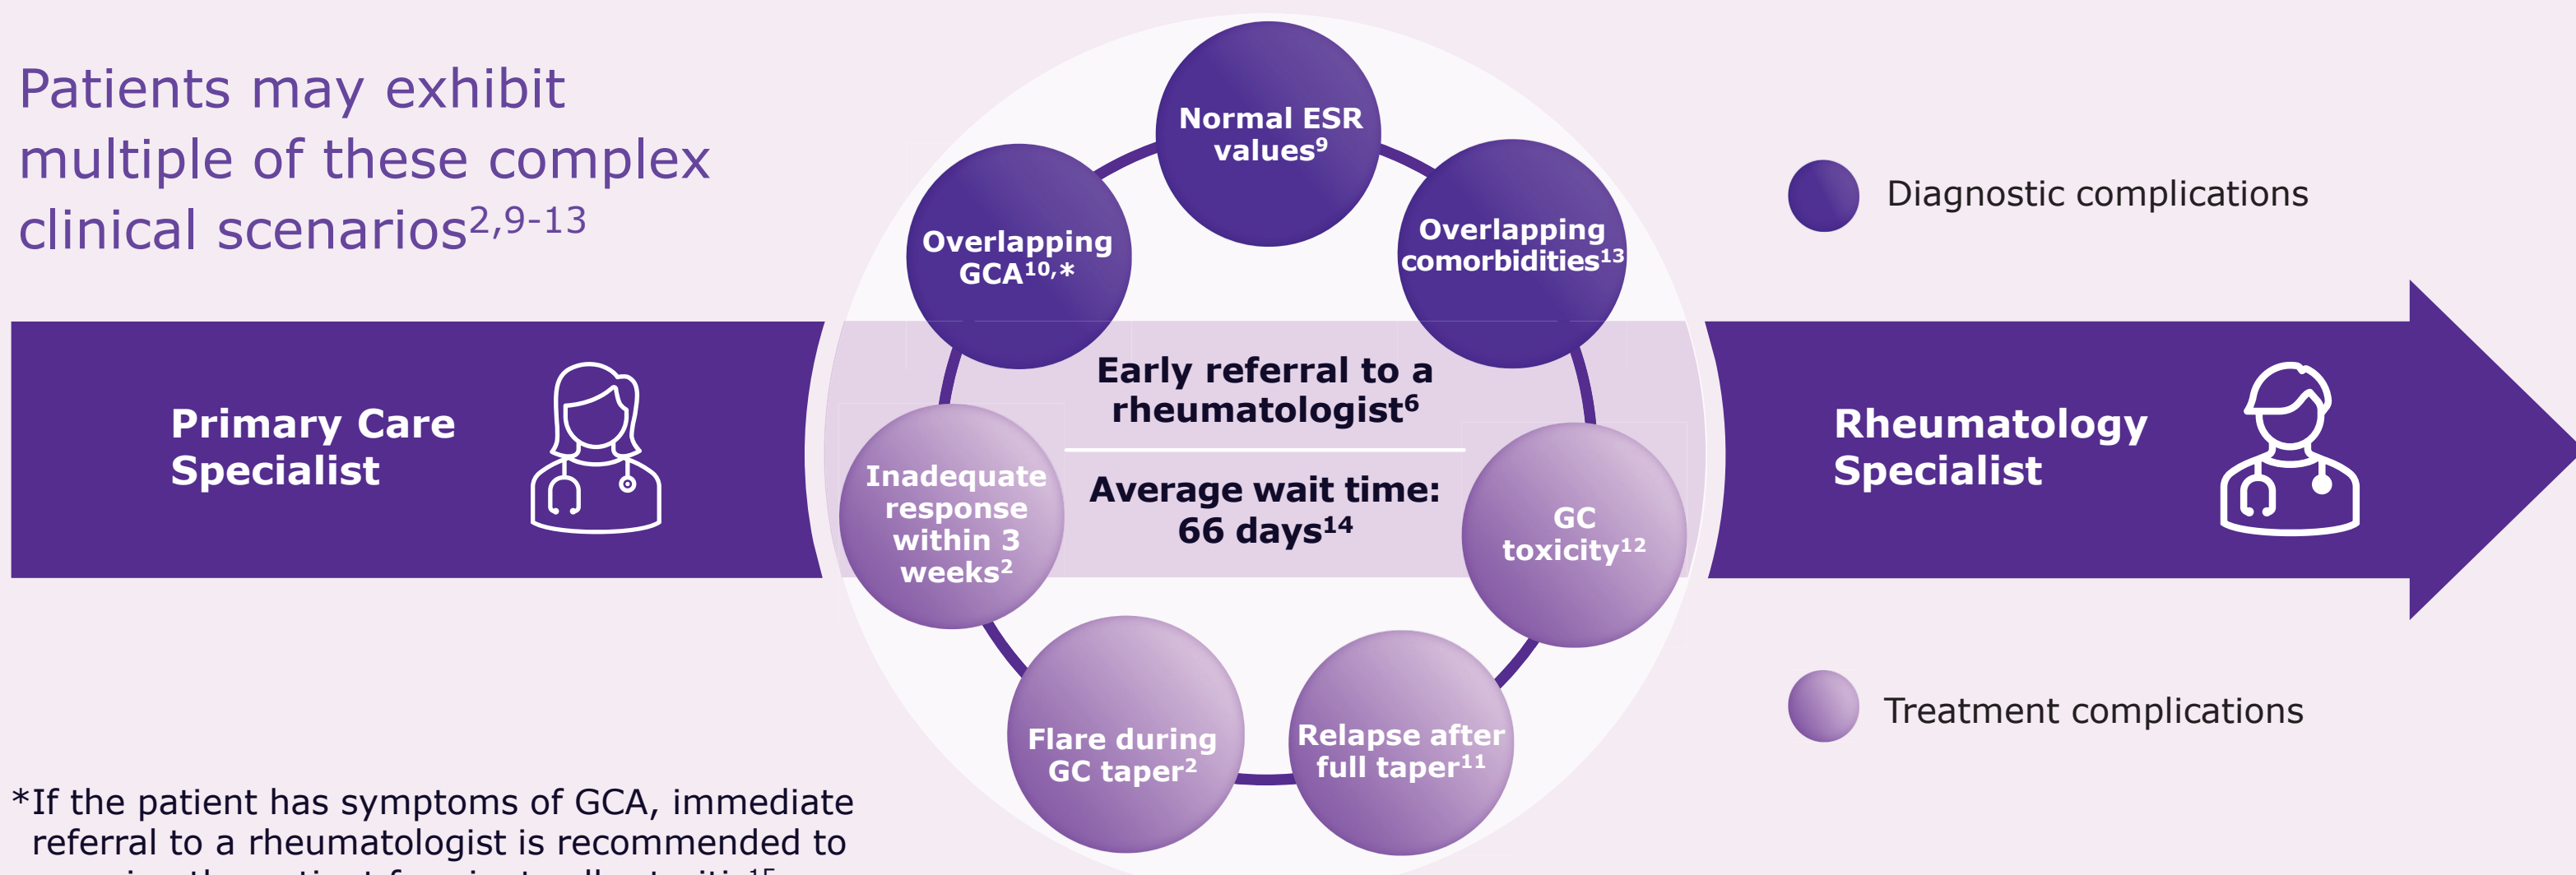 Patients may exhibit
multiple of these complex
clinical scenarios2,9-13
Normal ESR
values9
Overlapping
GCA10,*
Overlapping
comorbidities13
Diagnostic complications
Primary Care
Specialist
Early referral to a
rheumatologist6
Average wait time:
66 days14
Inadequate
response
within 3
weeks2
GC
toxicity12
Rheumatology
Specialist
Flare during
GC taper2
Relapse after
full taper11
Treatment complications
*If the patient has symptoms of GCA, immediate
referral to a rheumatologist is recommended to